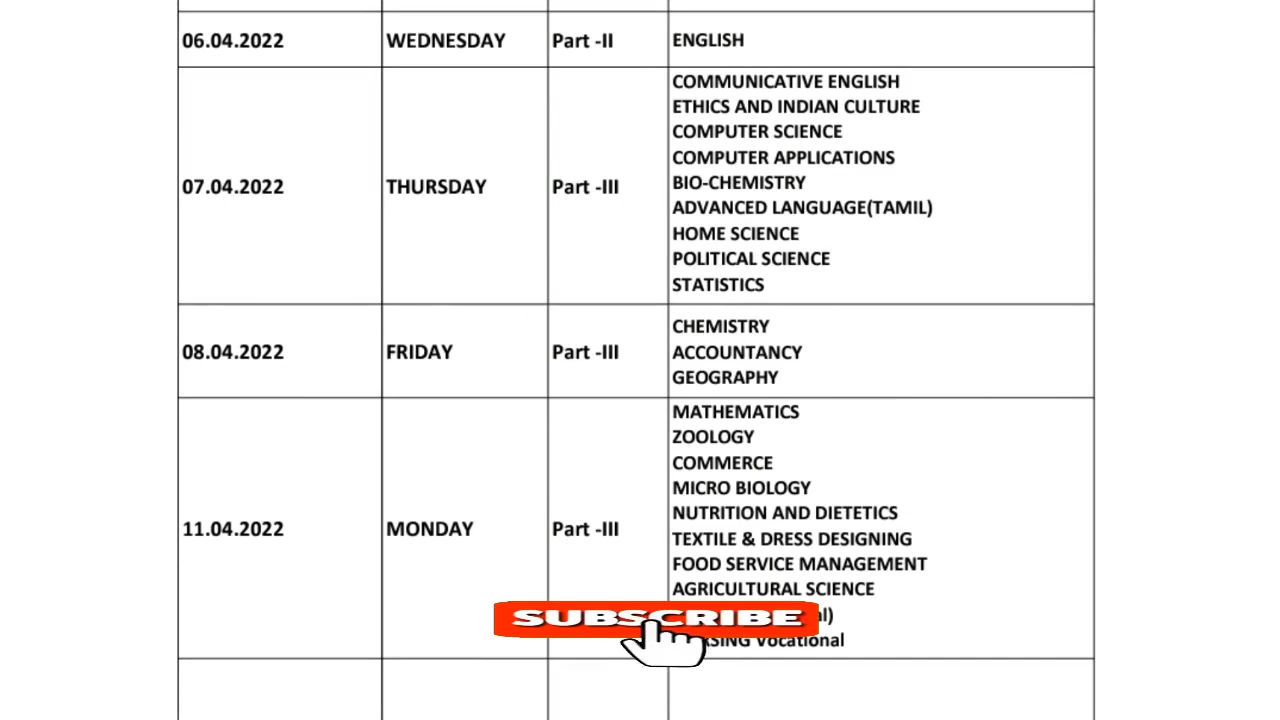 06.04.2022 WEDNESDAY Part -II ENGLISH
07.04.2022 THURSDAY Part -III
COMMUNICATIVE ENGLISH
ETHICS AND INDIAN CULTURE
COMPUTER SCIENCE
COMPUTER APPLICATIONS
BIO-CHEMISTRY
ADVANCED LANGUAGE(TAMIL)
HOME SCIENCE
POLITICAL SCIENCE
STATISTICS
08.04.2022 FRIDAY Part -III
CHEMISTRY
ACCOUNTANCY
GEOGRAPHY
11.04.2022 MONDAY Part -III
MATHEMATICS
ZOOLOGY
COMMERCE
MICRO BIOLOGY
NUTRITION AND DIETETICS
TEXTILE & DRESS DESIGNING
FOOD SERVICE MANAGEMENT
AGRICULTURAL SCIENCE
SUBSCRIBE
Vocational